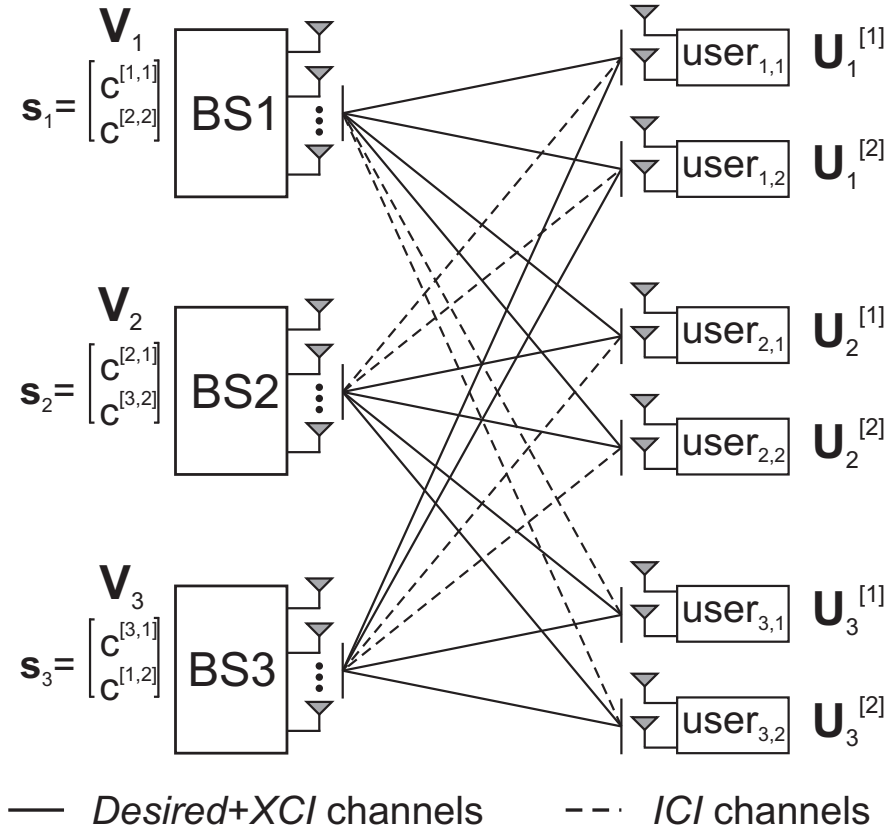 V₁
s₁= [c^[1,1] c^[2,2]]
BS1
user₁,₁ U₁^[1]
user₁,₂ U₁^[2]
V₂
s₂= [c^[2,1] c^[3,2]]
BS2
user₂,₁ U₂^[1]
user₂,₂ U₂^[2]
V₃
s₃= [c^[3,1] c^[1,2]]
BS3
user₃,₁ U₃^[1]
user₃,₂ U₃^[2]
Desired+XCI channels
ICI channels